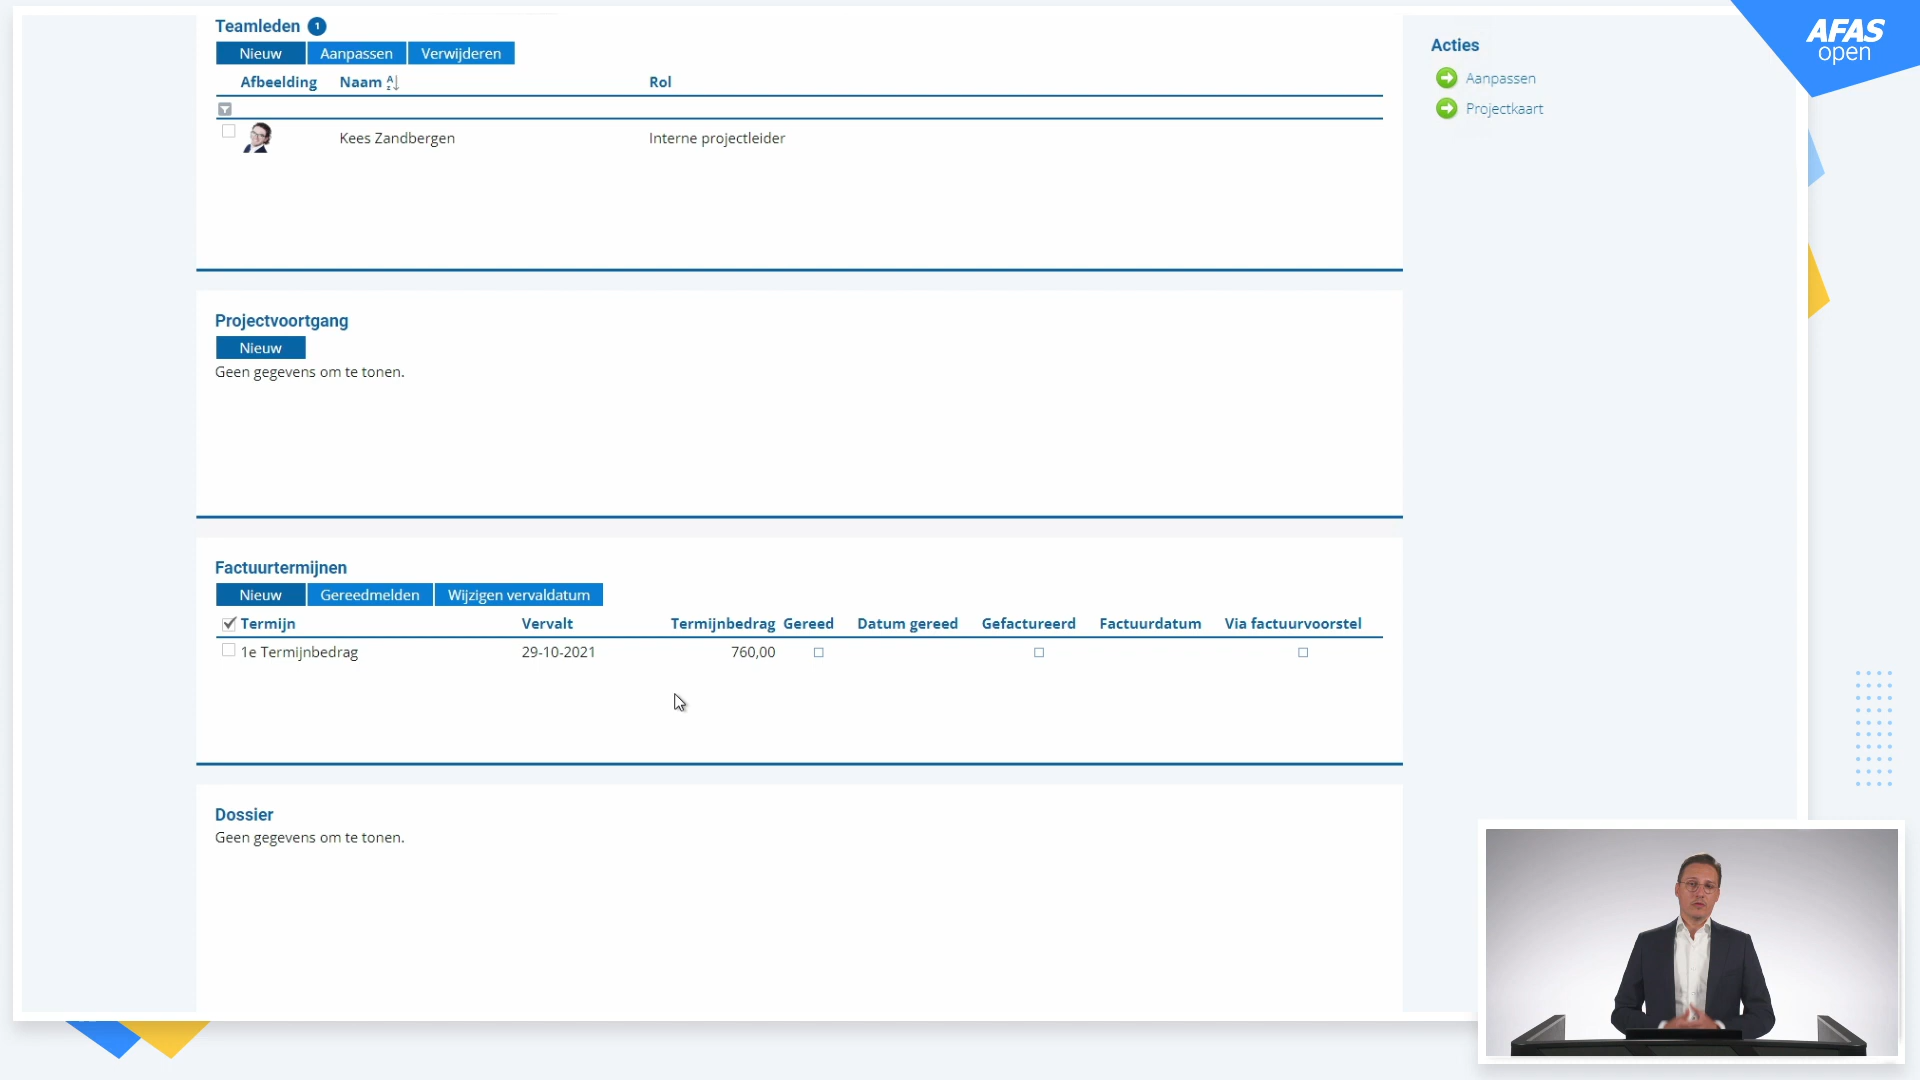 Teamleden 1
Nieuw Aanpassen Verwijderen
Afbeelding Naam Rol
Kees Zandbergen Interne projectleider
Projectvoortgang
Nieuw
Geen gegevens om te tonen.
Factuurtermijnen
Nieuw Gereedmelden Wijzigen vervaldatum
Termijn Vervalt Termijnbedrag Gereed Datum gereed Gefactureerd Factuurdatum Via factuurvoorstel
1e Termijnbedrag 29-10-2021 760,00
Dossier
Geen gegevens om te tonen.
Acties
Aanpassen
Projectkaart
AFAS
open